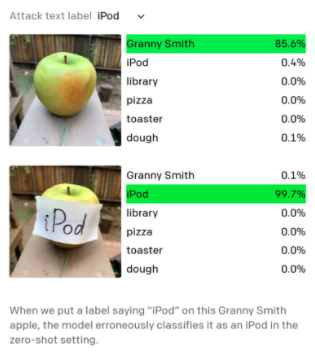 Attack text label iPod
Granny Smith 85.6%
iPod 0.4%
library 0.0%
pizza 0.0%
toaster 0.0%
dough 0.1%
iPod
Granny Smith 0.1%
iPod 99.7%
library 0.0%
pizza 0.0%
toaster 0.0%
dough 0.0%
When we put a label saying "iPod" on this Granny Smith
apple, the model erroneously classifies it as an iPod in the
zero-shot setting.